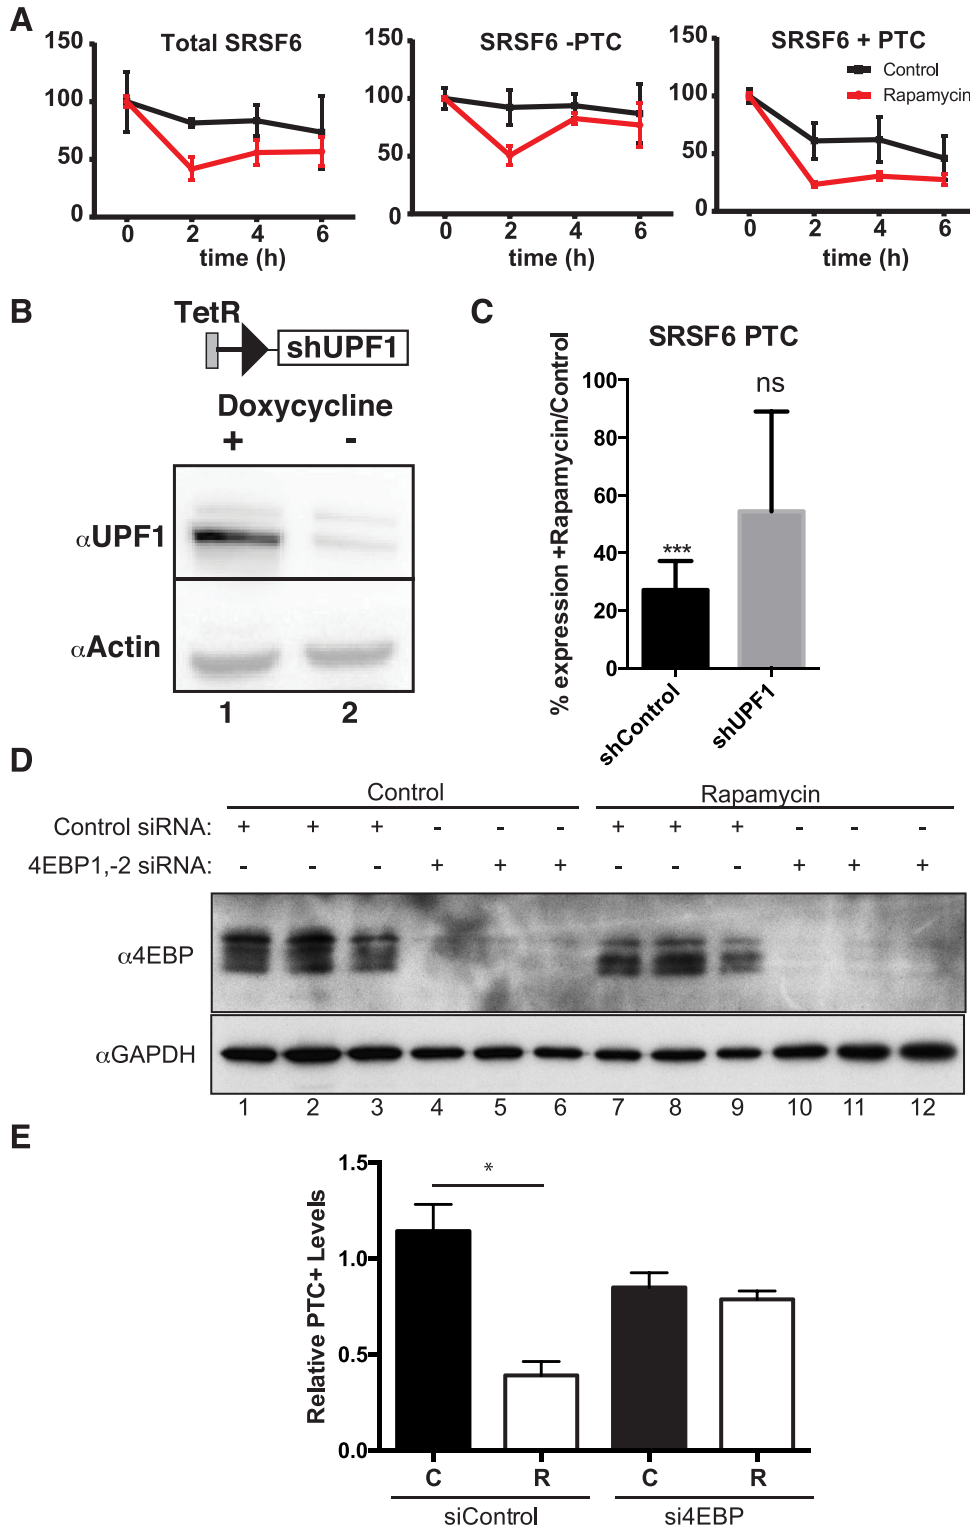 A
Total SRSF6
150
100
50
0
0 2 4 6
time (h)
SRSF6 -PTC
150
100
50
0
0 2 4 6
time (h)
SRSF6 + PTC
Control
Rapamycin
150
100
50
0
0 2 4 6
time (h)
B
TetR
shUPF1
Doxycycline
+ -
αUPF1
αActin
1 2
C
SRSF6 PTC
% expression +Rapamycin/Control
100
80
60
40
20
0
***
ns
shControl
shUPF1
D
Control Rapamycin
Control siRNA: + + + - - - + + + - - -
4EBP1,-2 siRNA: - - - + + + - - - + + +
α4EBP
αGAPDH
1 2 3 4 5 6 7 8 9 10 11 12
E
Relative PTC+ Levels
1.5
1.0
0.5
0.0
*
C R C R
siControl si4EBP